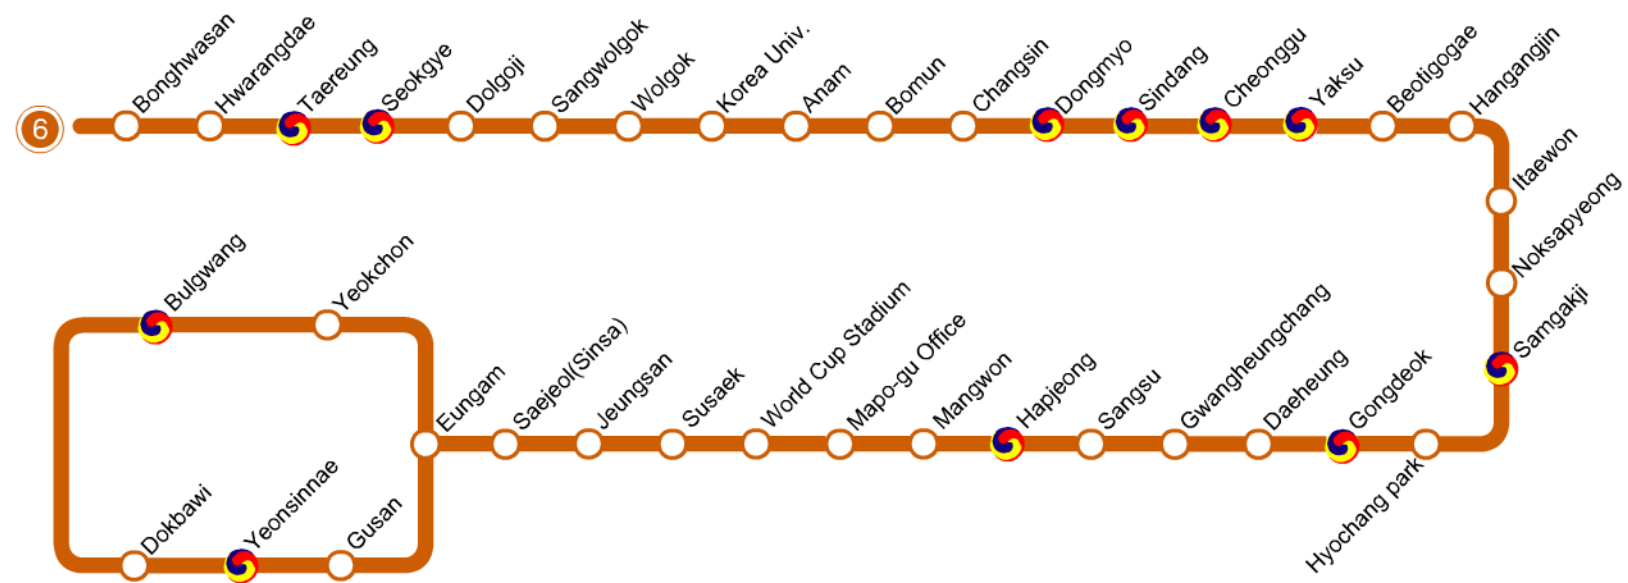 6
Bonghwasan
Hwarangdae
Taereung
Seokgye
Dolgoji
Sangwolgok
Wolgok
Korea Univ.
Anam
Bomun
Changsin
Dongmyo
Sindang
Cheonggu
Yaksu
Beotigogae
Hangangjin
Itaewon
Noksapyeong
Samgakji
Hyochang park
Gongdeok
Daeheung
Gwangheungchang
Sangsu
Hapjeong
Mangwon
Mapo-gu Office
World Cup Stadium
Susaek
Jeungsan
Saejeol(Sinsa)
Eungam
Yeokchon
Bulgwang
Dokbawi
Yeonsinnae
Gusan